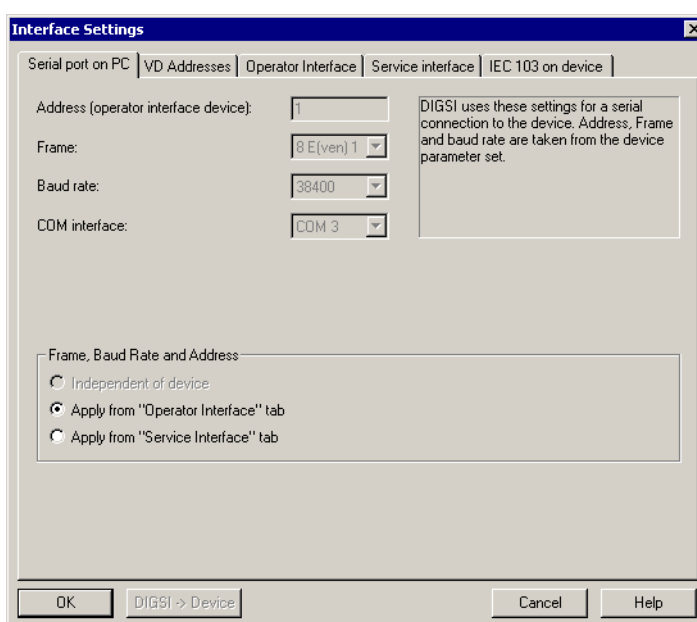 Interface Settings
Serial port on PC VD Addresses Operator Interface Service interface IEC 103 on device
Address (operator interface device): 1
Frame: 8 E(ven) 1
Baud rate: 38400
COM interface: COM 3
DIGSI uses these settings for a serial
connection to the device. Address, Frame
and baud rate are taken from the device
parameter set.
Frame, Baud Rate and Address
Independent of device
Apply from "Operator Interface" tab
Apply from "Service Interface" tab
OK DIGSI -> Device Cancel Help